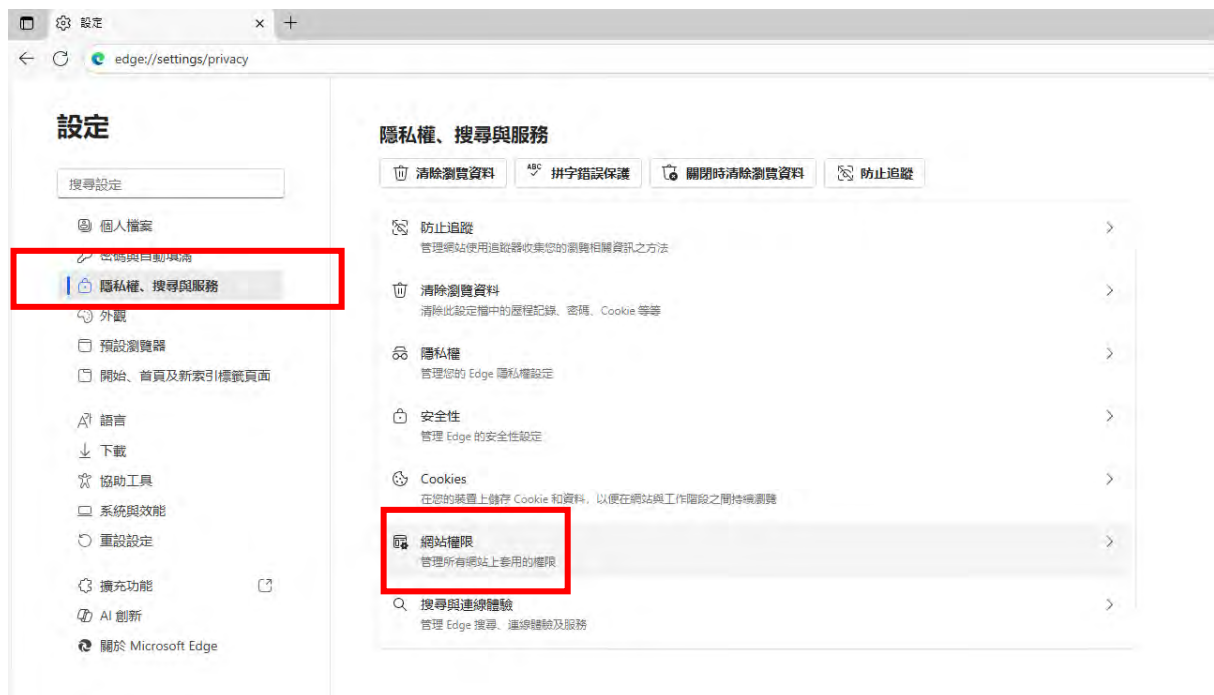 設定
edge://settings/privacy
設定
搜尋設定
個人檔案
密碼與自動填滿
隱私權、搜尋與服務
外觀
預設瀏覽器
開始、首頁及新索引標籤頁面
語言
下載
協助工具
系統與效能
重設設定
擴充功能
AI 創新
關於 Microsoft Edge
隱私權、搜尋與服務
清除瀏覽資料
ABC 拼字錯誤保護
關閉時清除瀏覽資料
防止追蹤
防止追蹤
管理網站使用追蹤器收集您的瀏覽相關資訊之方法
清除瀏覽資料
清除此設定檔中的歷程記錄、密碼、Cookie 等等
隱私權
管理您的 Edge 隱私權設定
安全性
管理 Edge 的安全性設定
Cookies
在您的裝置上儲存 Cookie 和資料，以便在網站與工作階段之間持續瀏覽
網站權限
管理所有網站上套用的權限
搜尋與連線體驗
管理 Edge 搜尋、連線體驗及服務